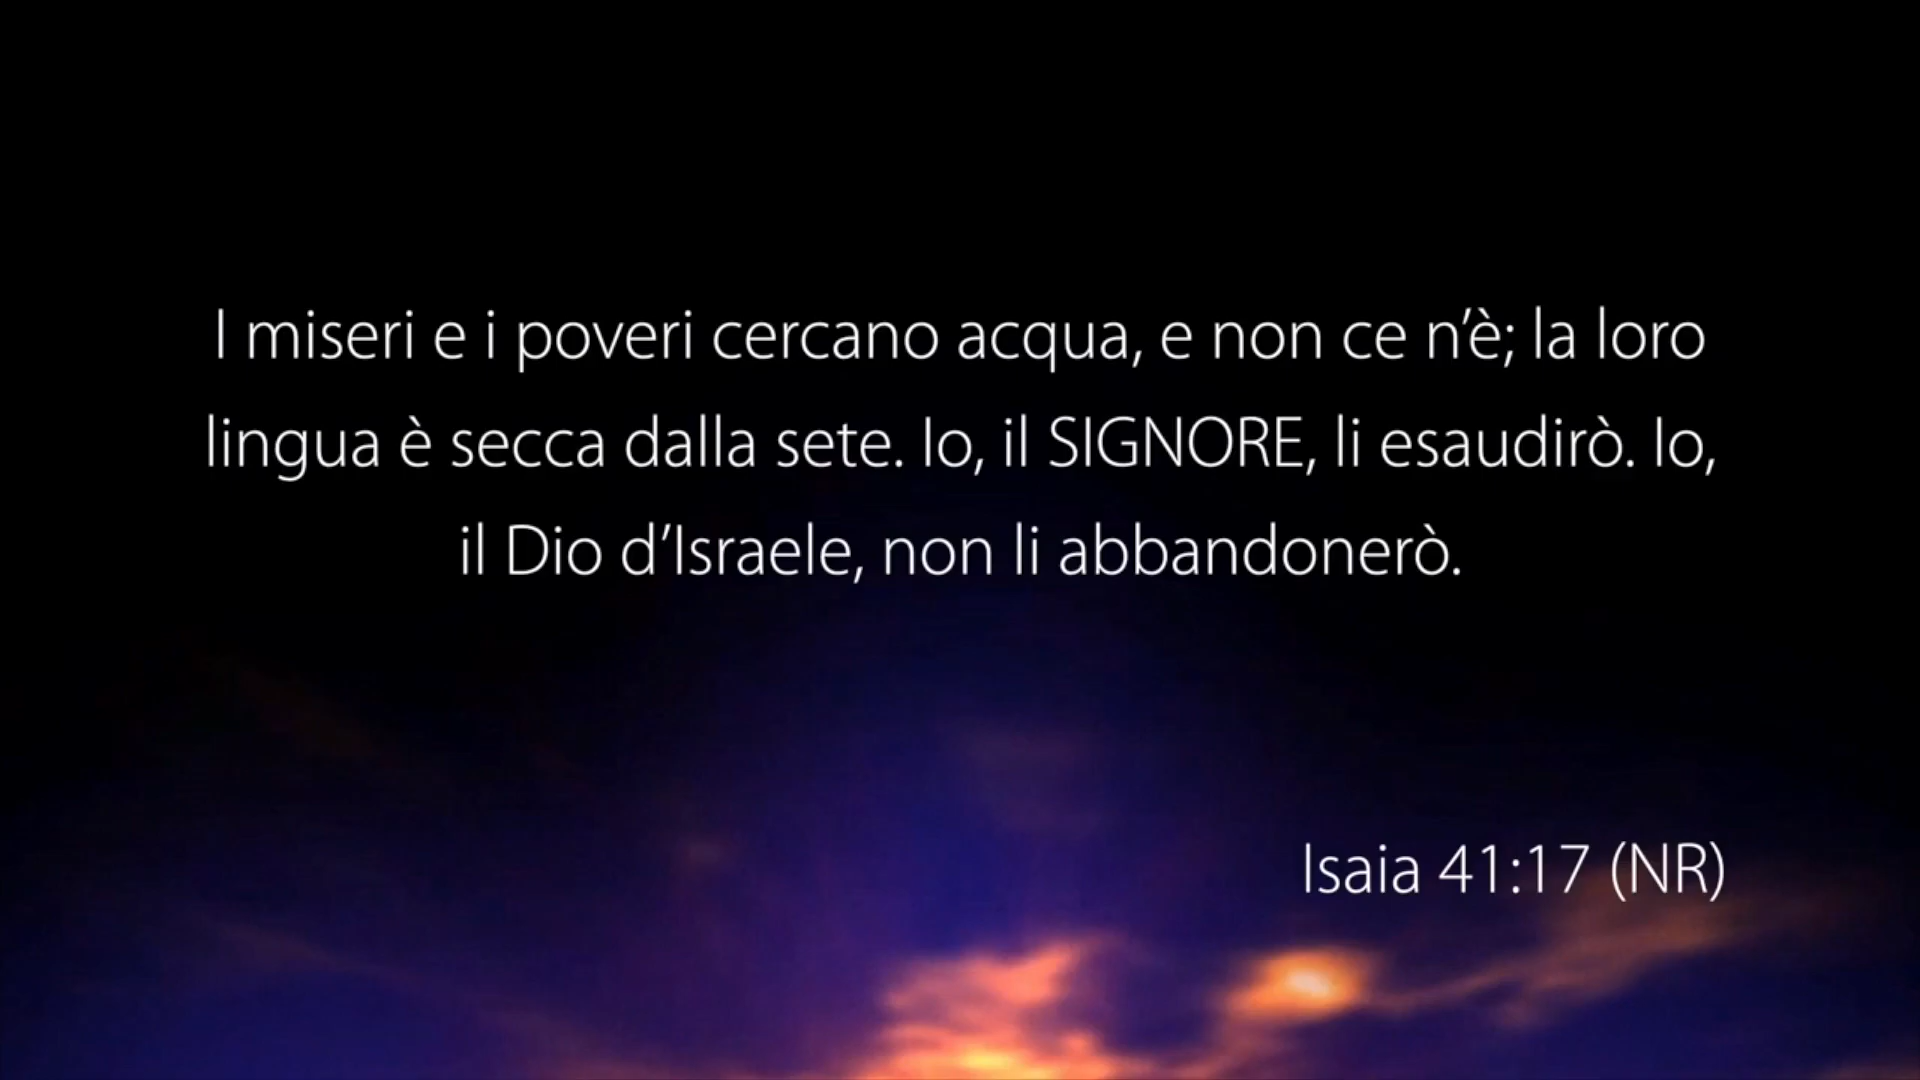 I miseri e i poveri cercano acqua, e non ce n’è; la loro
lingua è secca dalla sete. Io, il SIGNORE, li esaudirò. Io,
il Dio d’Israele, non li abbandonerò.
Isaia 41:17 (NR)